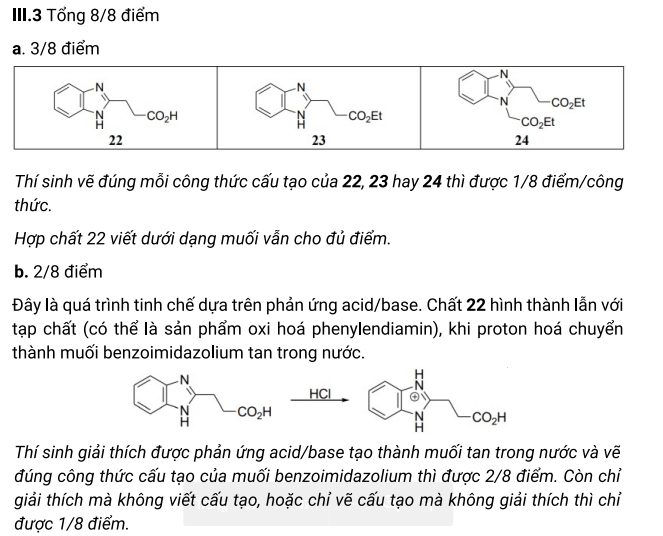 III.3 Tổng 8/8 điểm
a. 3/8 điểm
N
N
H
CO₂H
22
N
N
H
CO₂Et
23
N
N
CO₂Et
CO₂Et
24
Thí sinh vẽ đúng mỗi công thức cấu tạo của 22, 23 hay 24 thì được 1/8 điểm/công
thức.
Hợp chất 22 viết dưới dạng muối vẫn cho đủ điểm.
b. 2/8 điểm
Đây là quá trình tinh chế dựa trên phản ứng acid/base. Chất 22 hình thành lẫn với
tạp chất (có thể là sản phẩm oxi hoá phenylendiamin), khi proton hoá chuyển
thành muối benzoimidazolium tan trong nước.
N
N
H
CO₂H
HCl
H
N
⊕
N
H
CO₂H
Thí sinh giải thích được phản ứng acid/base tạo thành muối tan trong nước và vẽ
đúng công thức cấu tạo của muối benzoimidazolium thì được 2/8 điểm. Còn chỉ
giải thích mà không viết cấu tạo, hoặc chỉ vẽ cấu tạo mà không giải thích thì chỉ
được 1/8 điểm.